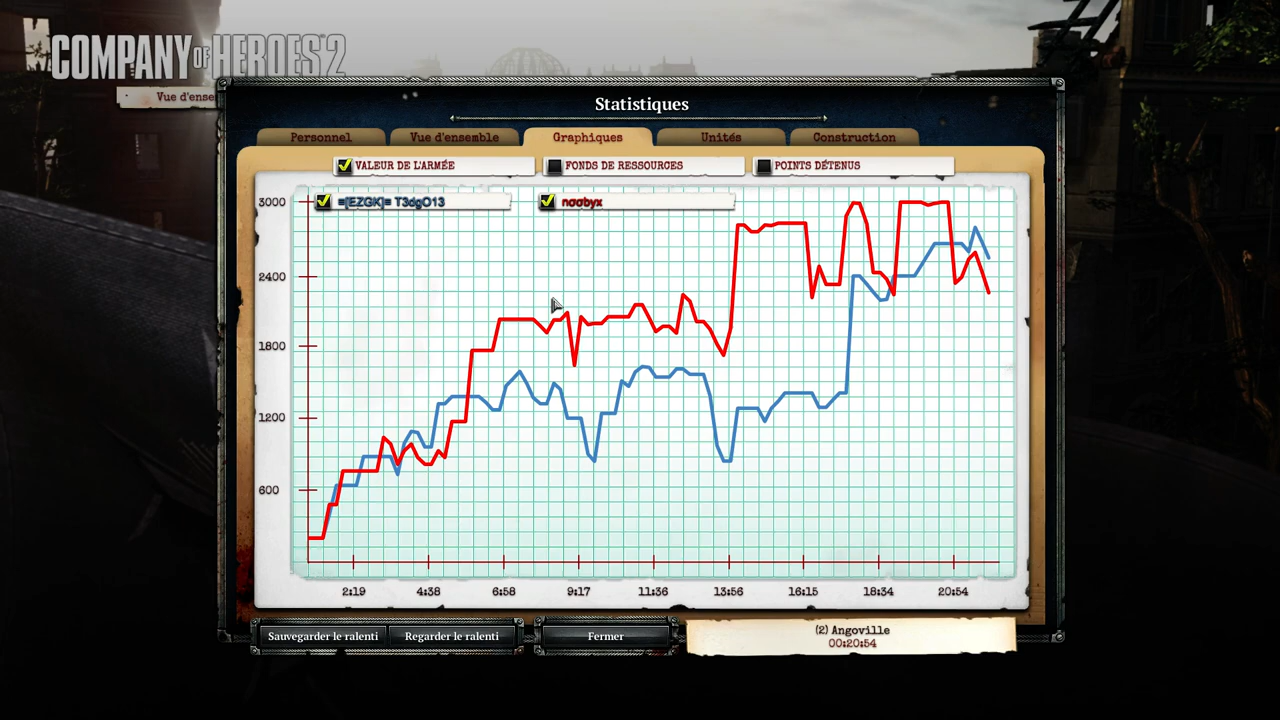 COMPANY OF HEROES 2
Vue d'ense
Statistiques
Personnel
Vue d'ensemble
Graphiques
Unités
Construction
VALEUR DE L'ARMÉE
FONDS DE RESSOURCES
POINTS DÉTENUS
≡[EZGK]≡ T3dgO13
nσσbyx
3000
2400
1800
1200
600
2:19
4:38
6:58
9:17
11:36
13:56
16:15
18:34
20:54
Sauvegarder le ralenti
Regarder le ralenti
Fermer
(2) Angoville
00:20:54